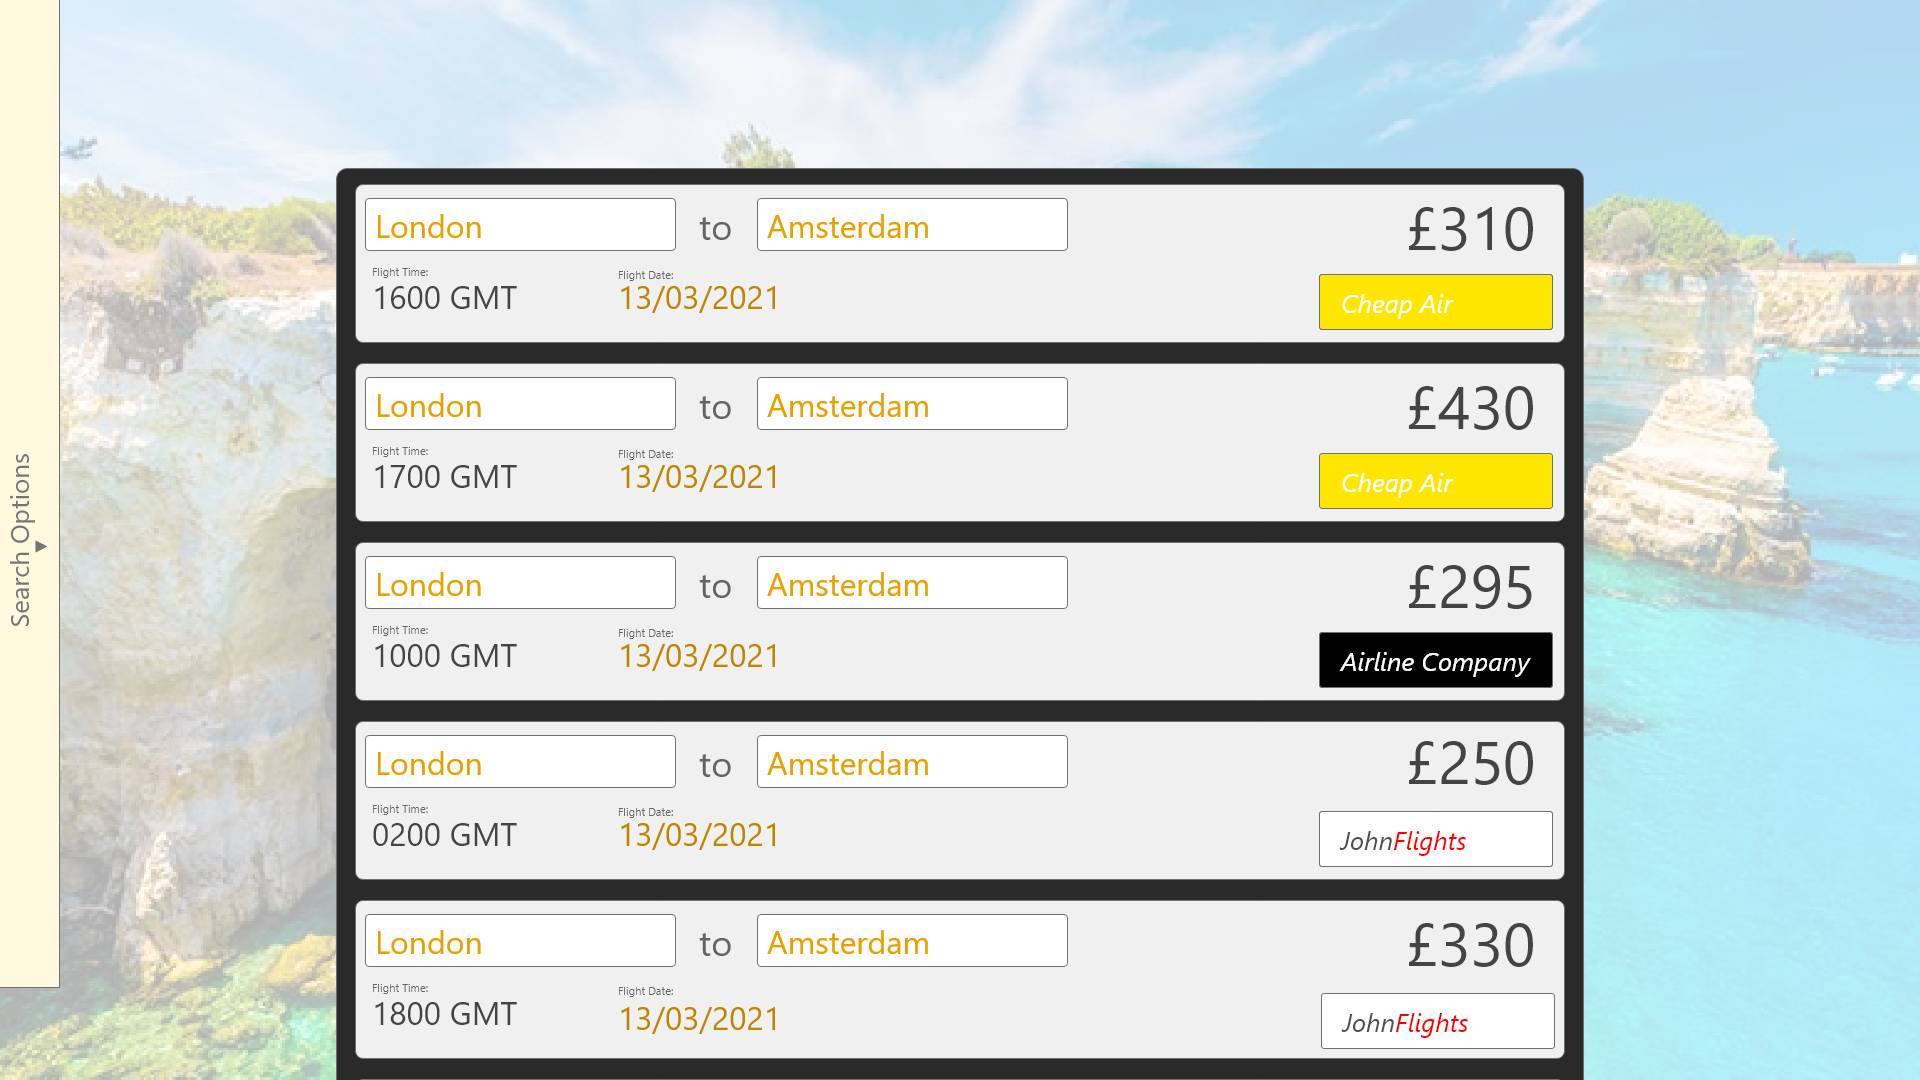 Search Options
London to Amsterdam £310
Flight Time: Flight Date:
1600 GMT 13/03/2021 Cheap Air
London to Amsterdam £430
Flight Time: Flight Date:
1700 GMT 13/03/2021 Cheap Air
London to Amsterdam £295
Flight Time: Flight Date:
1000 GMT 13/03/2021 Airline Company
London to Amsterdam £250
Flight Time: Flight Date:
0200 GMT 13/03/2021 JohnFlights
London to Amsterdam £330
Flight Time: Flight Date:
1800 GMT 13/03/2021 JohnFlights